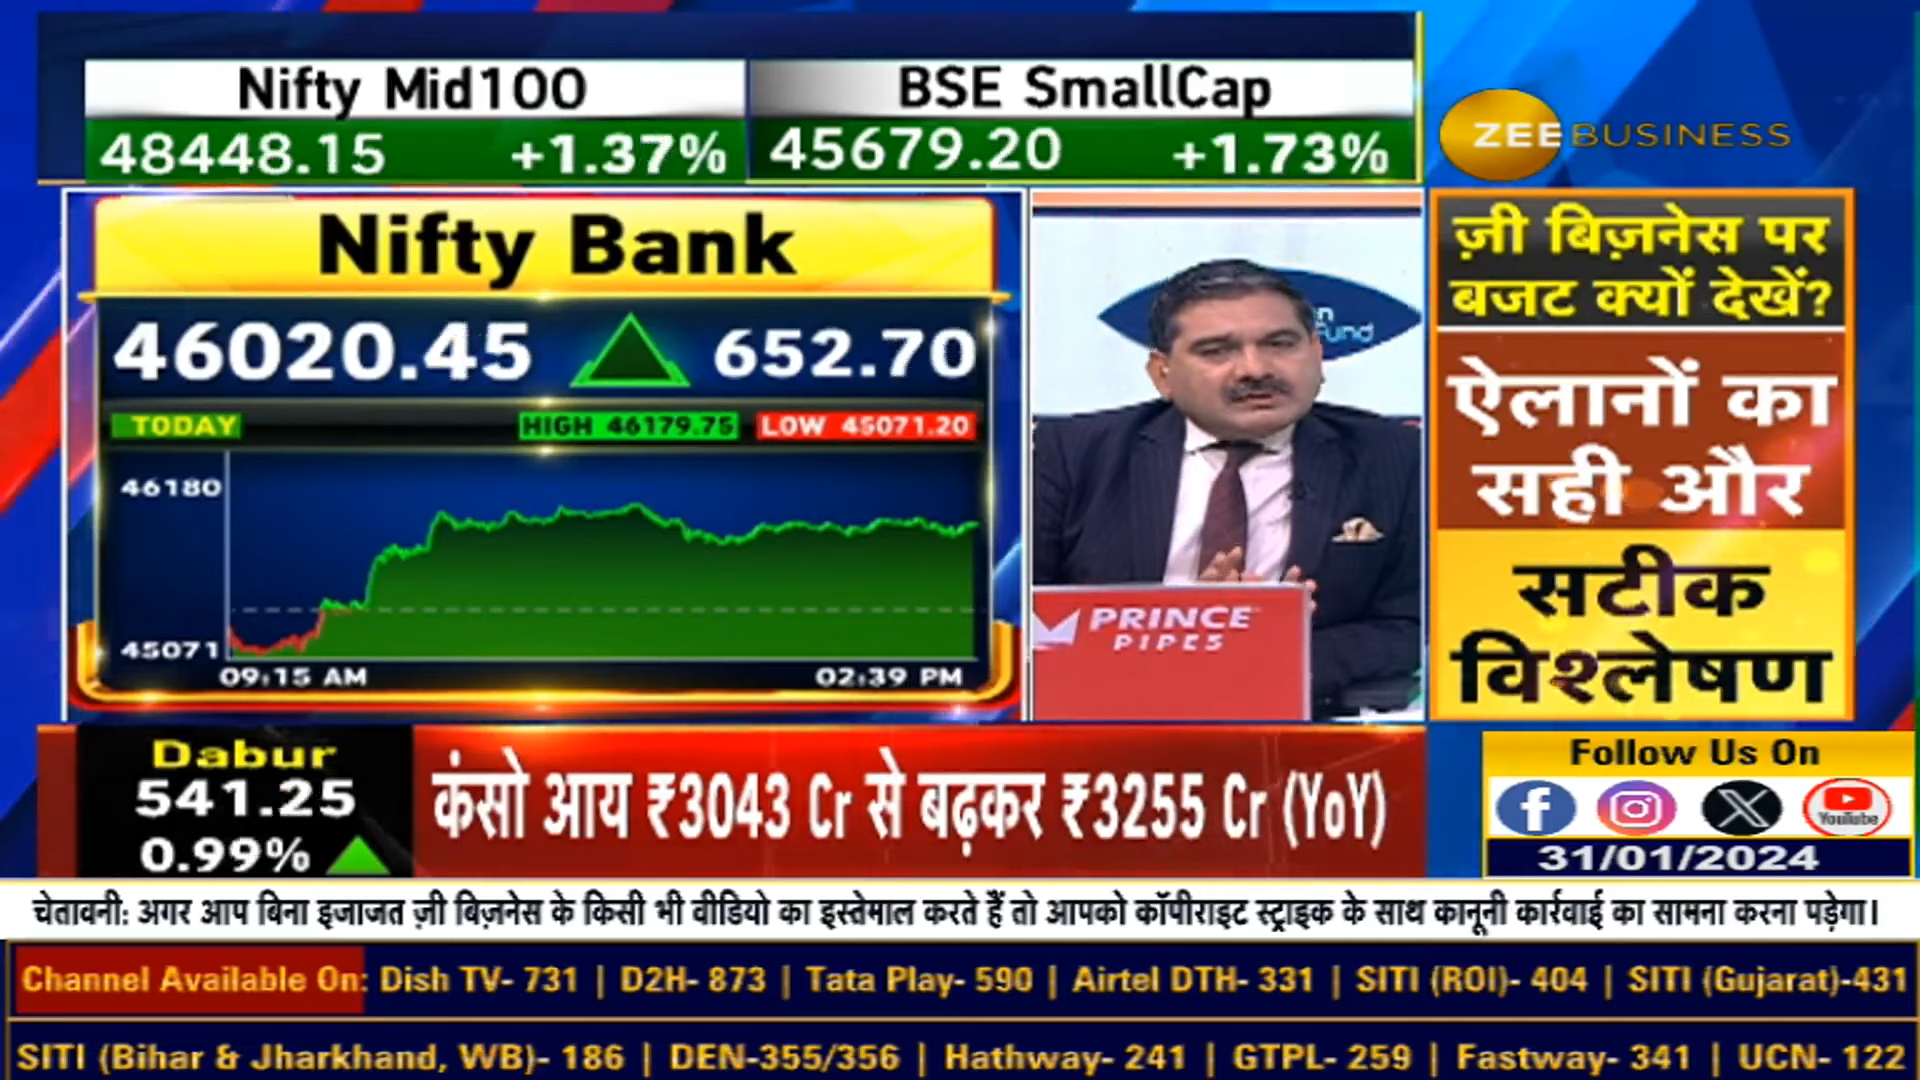 Nifty Mid100
48448.15 +1.37%
BSE SmallCap
45679.20 +1.73%
ZEE BUSINESS
Nifty Bank
46020.45 652.70
TODAY HIGH 46179.75 LOW 45071.20
46180
45071
09:15 AM 02:39 PM
Fund
PRINCE
PIPES
ज़ी बिज़नेस पर
बजट क्यों देखें?
ऐलानों का
सही और
सटीक
विश्लेषण
Dabur
541.25
0.99%
कंसो आय ₹3043 Cr से बढ़कर ₹3255 Cr (YoY)
Follow Us On
YouTube
31/01/2024
चेतावनी: अगर आप बिना इजाजत ज़ी बिज़नेस के किसी भी वीडियो का इस्तेमाल करते हैं तो आपको कॉपीराइट स्ट्राइक के साथ कानूनी कार्रवाई का सामना करना पड़ेगा।
Channel Available On: Dish TV- 731 | D2H- 873 | Tata Play- 590 | Airtel DTH- 331 | SITI (ROI)- 404 | SITI (Gujarat)-431
SITI (Bihar & Jharkhand, WB)- 186 | DEN-355/356 | Hathway- 241 | GTPL- 259 | Fastway- 341 | UCN- 122